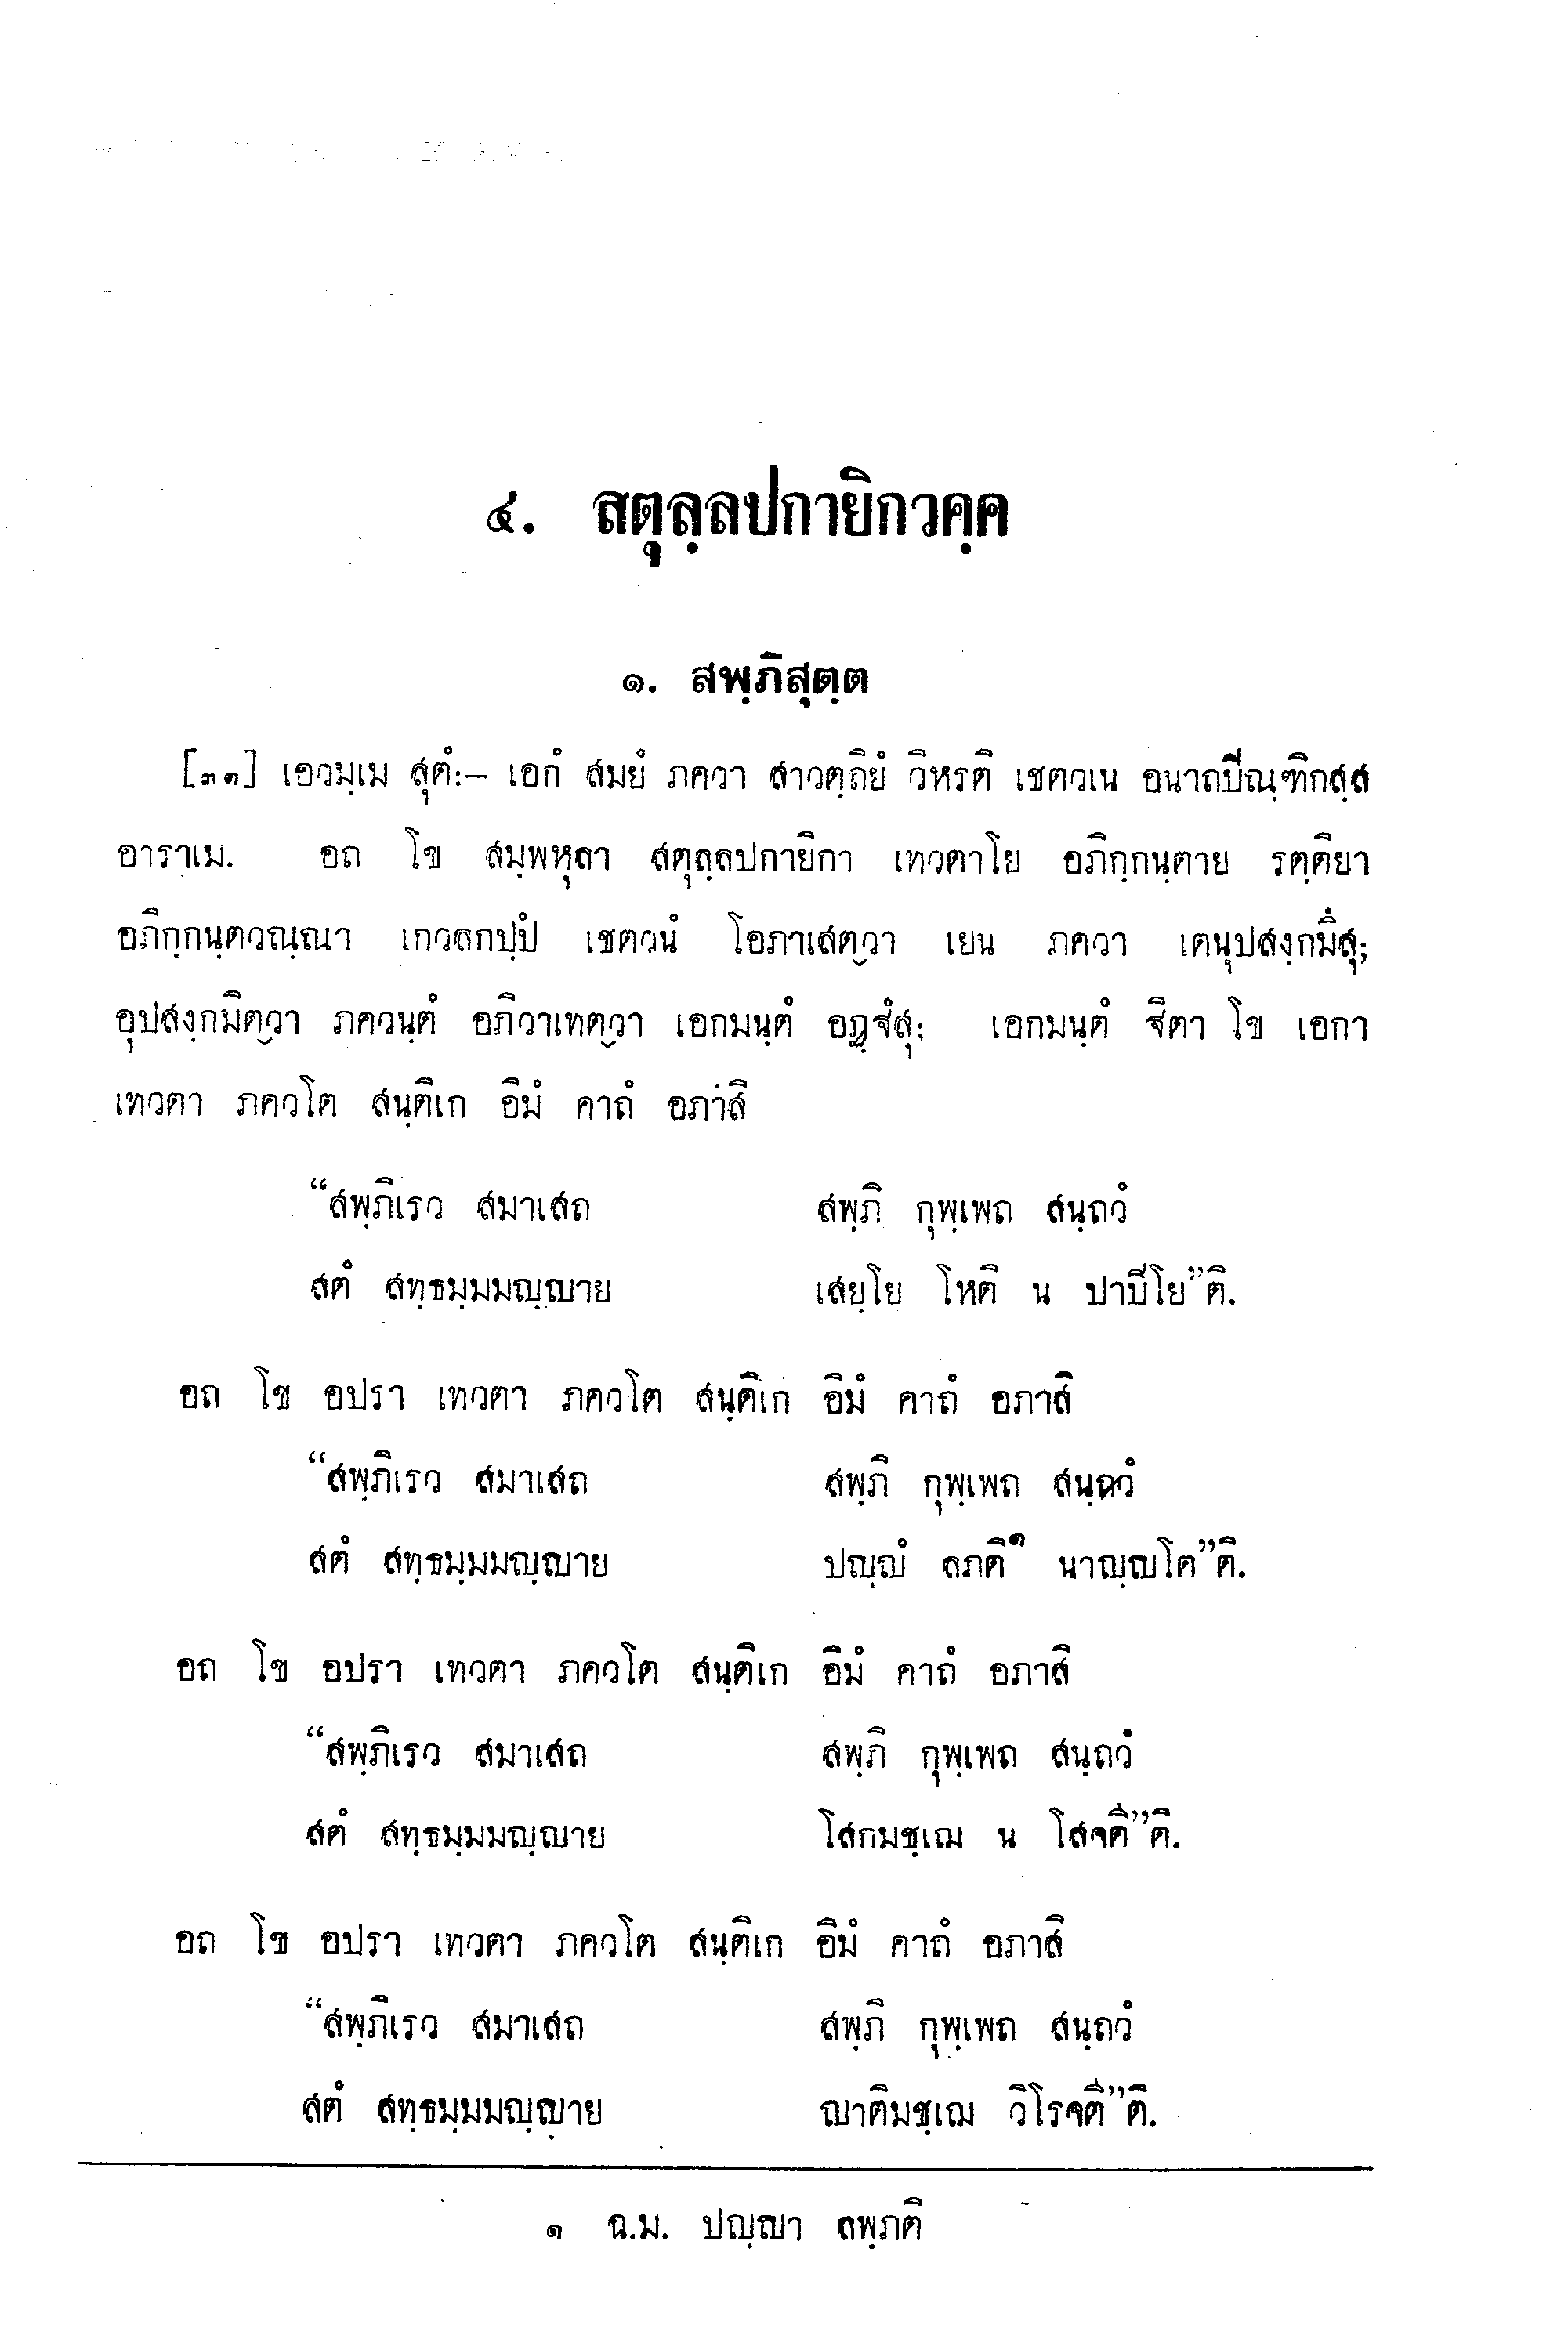 ๔. สตุลฺลปกายิกวคฺค
๑. สพฺภิสุตฺต
[๓๑] เอวมฺเม สุตํ:– เอกํ สมยํ ภควา สาวตฺถิยํ วิหรติ เชตวเน อนาถปิณฺฑิกสฺส
อาราเม. อถ โข สมฺพหุลา สตุลฺลปกายิกา เทวตาโย อภิกฺกนฺตาย รตฺติยา
อภิกฺกนฺตวณฺณา เกวลกปฺปํ เชตวนํ โอภาเสตฺวา เยน ภควา เตนุปสงฺกมิํสุ;
อุปสงฺกมิตฺวา ภควนฺตํ อภิวาเทตฺวา เอกมนฺตํ อฏฺฐํสุ; เอกมนฺตํ ฐิตา โข เอกา
เทวตา ภควโต สนฺติเก อิมํ คาถํ อภาสิ
“สพฺภิเรว สมาเสถ สพฺภิ กุพฺเพถ สนฺถวํ
สตํ สทฺธมฺมมญฺญาย เสยฺโย โหติ น ปาปิโย”ติ.
อถ โข อปรา เทวตา ภควโต สนฺติเก อิมํ คาถํ อภาสิ
“สพฺภิเรว สมาเสถ สพฺภิ กุพฺเพถ สนฺถวํ
สตํ สทฺธมฺมมญฺญาย ปญฺญํ ลภติ๑ นาญฺญโต”ติ.
อถ โข อปรา เทวตา ภควโต สนฺติเก อิมํ คาถํ อภาสิ
“สพฺภิเรว สมาเสถ สพฺภิ กุพฺเพถ สนฺถวํ
สตํ สทฺธมฺมมญฺญาย โสกมชฺเฌ น โสจตี”ติ.
อถ โข อปรา เทวตา ภควโต สนฺติเก อิมํ คาถํ อภาสิ
“สพฺภิเรว สมาเสถ สพฺภิ กุพฺเพถ สนฺถวํ
สตํ สทฺธมฺมมญฺญาย ญาติมชฺเฌ วิโรจตี”ติ.
๑ ฉ.ม. ปญฺญา ลพฺภติ